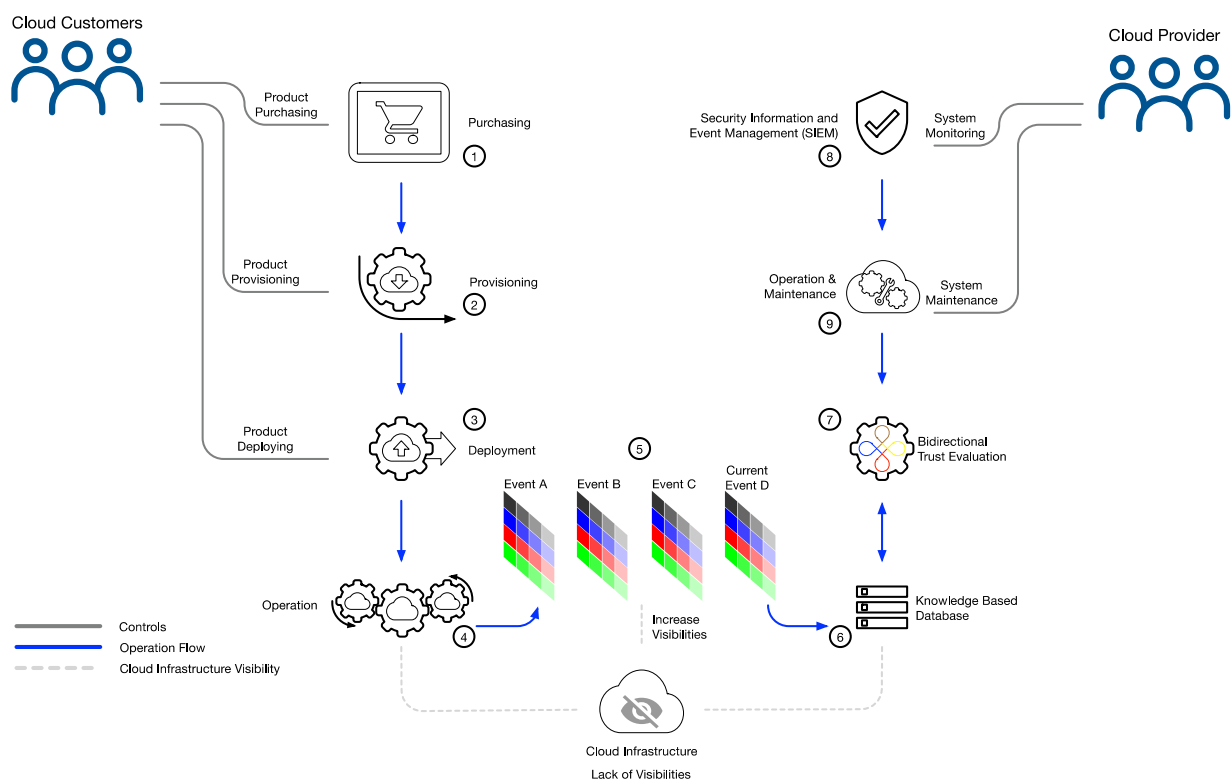 Cloud Customers
Cloud Provider
Product
Purchasing
Purchasing
1
Security Information and
Event Management (SIEM)
8
System
Monitoring
Product
Provisioning
Provisioning
2
Operation &
Maintenance
9
System
Maintenance
Product
Deploying
3
Deployment
5
7
Bidirectional
Trust Evaluation
Event A
Event B
Event C
Current
Event D
Operation
4
Increase
Visibilities
6
Knowledge Based
Database
Controls
Operation Flow
Cloud Infrastructure Visibility
Cloud Infrastructure
Lack of Visibilities